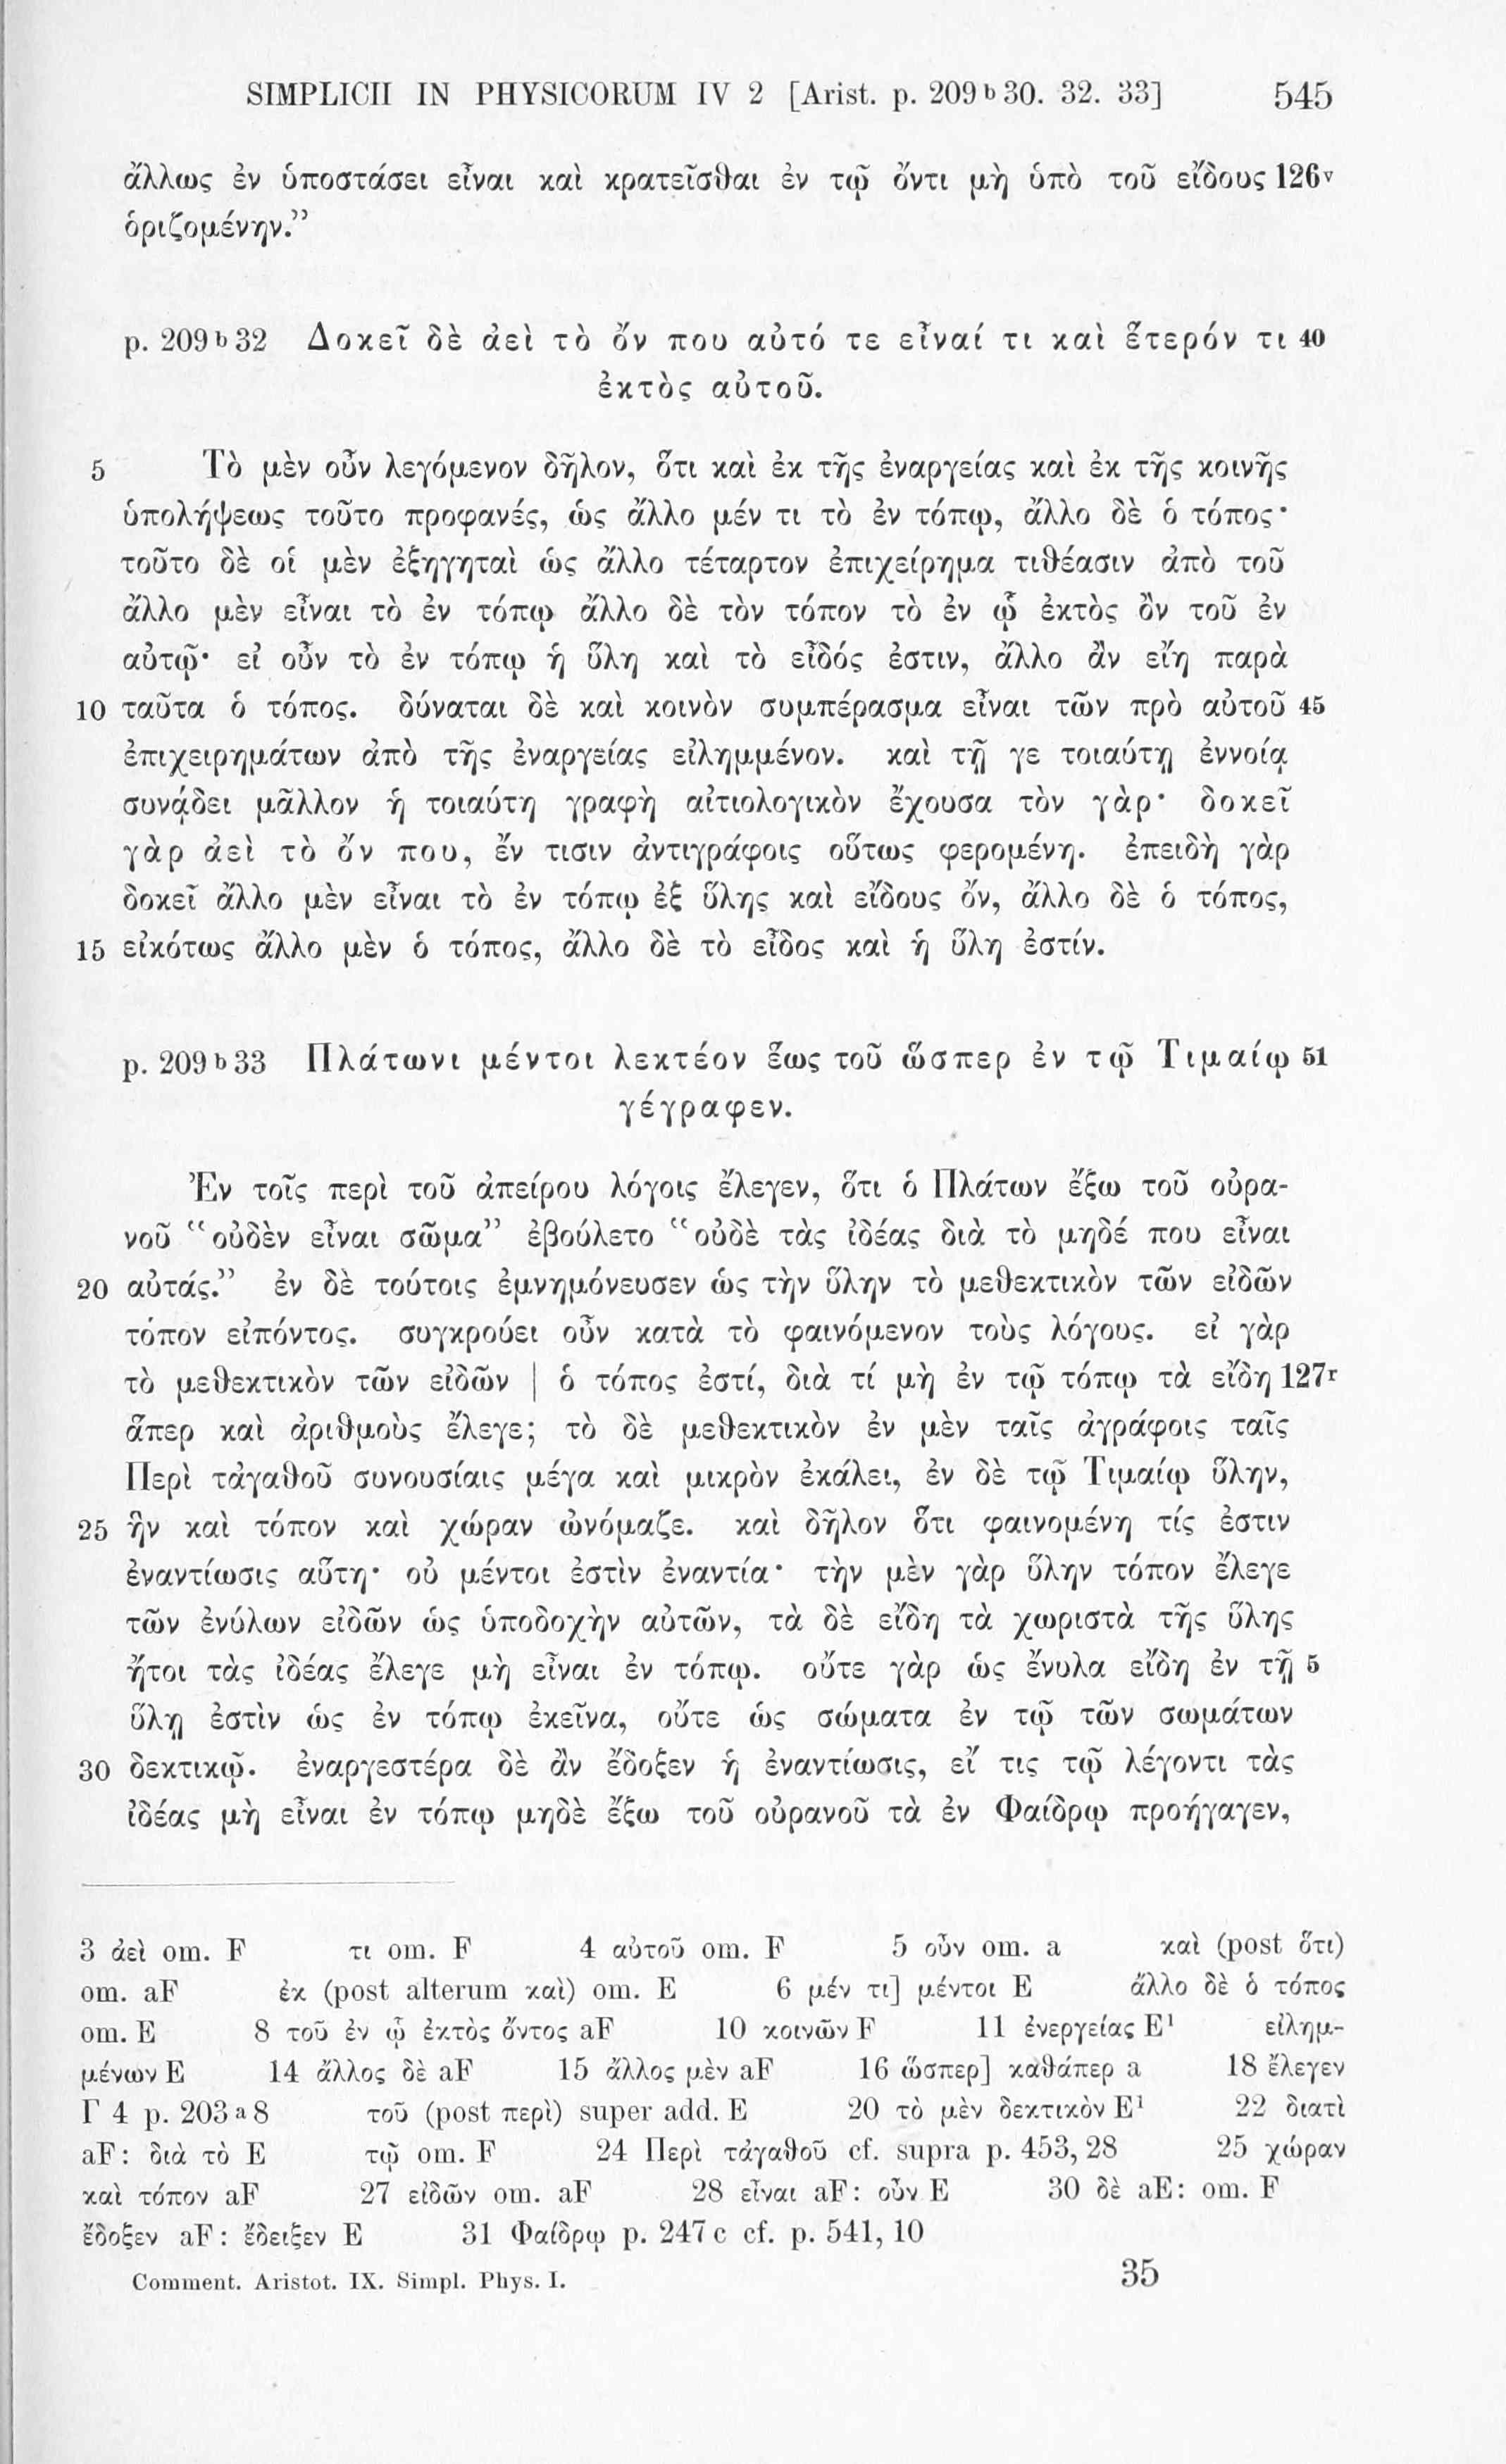 SIMPLICII IN PHYSICORUM IV 2 [Arist. p. 209 b 30. 32. 33] 545
ἄλλως ἐν ὑποστάσει εἶναι καὶ κρατεῖσθαι ἐν τῷ ὄντι μὴ ὑπὸ τοῦ εἴδους 126v
ὁριζομένην.”
p. 209 b 32 Δοκεῖ δὲ ἀεὶ τὸ ὄν που αὐτό τε εἶναί τι καὶ ἕτερόν τι 40
ἐκτὸς αὐτοῦ.
5 Τὸ μὲν οὖν λεγόμενον δῆλον, ὅτι καὶ ἐκ τῆς ἐναργείας καὶ ἐκ τῆς κοινῆς
ὑπολήψεως τοῦτο προφανές, ὡς ἄλλο μέν τι τὸ ἐν τόπῳ, ἄλλο δὲ ὁ τόπος·
τοῦτο δὲ οἱ μὲν ἐξηγηταὶ ὡς ἄλλο τέταρτον ἐπιχείρημα τιθέασιν ἀπὸ τοῦ
ἄλλο μὲν εἶναι τὸ ἐν τόπῳ ἄλλο δὲ τὸν τόπον τὸ ἐν ᾧ ἐκτὸς ὂν τοῦ ἐν
αὐτῷ· εἰ οὖν τὸ ἐν τόπῳ ἡ ὕλη καὶ τὸ εἶδός ἐστιν, ἄλλο ἂν εἴη παρὰ
10 ταῦτα ὁ τόπος. δύναται δὲ καὶ κοινὸν συμπέρασμα εἶναι τῶν πρὸ αὐτοῦ 45
ἐπιχειρημάτων ἀπὸ τῆς ἐναργείας εἰλημμένον. καὶ τῇ γε τοιαύτῃ ἐννοίᾳ
συνᾴδει μᾶλλον ἡ τοιαύτη γραφὴ αἰτιολογικὸν ἔχουσα τὸν γὰρ· δοκεῖ
γὰρ ἀεὶ τὸ ὄν που, ἔν τισιν ἀντιγράφοις οὕτως φερομένη. ἐπειδὴ γὰρ
δοκεῖ ἄλλο μὲν εἶναι τὸ ἐν τόπῳ ἐξ ὕλης καὶ εἴδους ὄν, ἄλλο δὲ ὁ τόπος,
15 εἰκότως ἄλλο μὲν ὁ τόπος, ἄλλο δὲ τὸ εἶδος καὶ ἡ ὕλη ἐστίν.
p. 209 b 33 Πλάτωνι μέντοι λεκτέον ἕως τοῦ ὥσπερ ἐν τῷ Τιμαίῳ 51
γέγραφεν.
Ἐν τοῖς περὶ τοῦ ἀπείρου λόγοις ἔλεγεν, ὅτι ὁ Πλάτων ἔξω τοῦ οὐρα-
νοῦ “οὐδὲν εἶναι σῶμα” ἐβούλετο “οὐδὲ τὰς ἰδέας διὰ τὸ μηδέ που εἶναι
20 αὐτάς.” ἐν δὲ τούτοις ἐμνημόνευσεν ὡς τὴν ὕλην τὸ μεθεκτικὸν τῶν εἰδῶν
τόπον εἰπόντος. συγκρούει οὖν κατὰ τὸ φαινόμενον τοὺς λόγους. εἰ γὰρ
τὸ μεθεκτικὸν τῶν εἰδῶν | ὁ τόπος ἐστί, διὰ τί μὴ ἐν τῷ τόπῳ τὰ εἴδη 127r
ἅπερ καὶ ἀριθμοὺς ἔλεγε; τὸ δὲ μεθεκτικὸν ἐν μὲν ταῖς ἀγράφοις ταῖς
Περὶ τἀγαθοῦ συνουσίαις μέγα καὶ μικρὸν ἐκάλει, ἐν δὲ τῷ Τιμαίῳ ὕλην,
25 ἣν καὶ τόπον καὶ χώραν ὠνόμαζε. καὶ δῆλον ὅτι φαινομένη τίς ἐστιν
ἐναντίωσις αὕτη· οὐ μέντοι ἐστὶν ἐναντία· τὴν μὲν γὰρ ὕλην τόπον ἔλεγε
τῶν ἐνύλων εἰδῶν ὡς ὑποδοχὴν αὐτῶν, τὰ δὲ εἴδη τὰ χωριστὰ τῆς ὕλης
ἤτοι τὰς ἰδέας ἔλεγε μὴ εἶναι ἐν τόπῳ. οὔτε γὰρ ὡς ἔνυλα εἴδη ἐν τῇ 5
ὕλῃ ἐστὶν ὡς ἐν τόπῳ ἐκεῖνα, οὔτε ὡς σώματα ἐν τῷ τῶν σωμάτων
30 δεκτικῷ. ἐναργεστέρα δὲ ἂν ἔδοξεν ἡ ἐναντίωσις, εἴ τις τῷ λέγοντι τὰς
ἰδέας μὴ εἶναι ἐν τόπῳ μηδὲ ἔξω τοῦ οὐρανοῦ τὰ ἐν Φαίδρῳ προήγαγεν,
3 ἀεὶ om. F τι om. F 4 αὐτοῦ om. F 5 οὖν om. a καὶ (post ὅτι)
om. aF ἐκ (post alterum καὶ) om. E 6 μέν τι] μέντοι E ἄλλο δὲ ὁ τόπος
om. E 8 τοῦ ἐν ᾧ ἐκτὸς ὄντος aF 10 κοινῶν F 11 ἐνεργείας E¹ εἰλημ-
μένων E 14 ἄλλος δὲ aF 15 ἄλλος μὲν aF 16 ὥσπερ] καθάπερ a 18 ἔλεγεν
Γ 4 p. 203 a 8 τοῦ (post περὶ) super add. E 20 τὸ μὲν δεκτικὸν E¹ 22 διατὶ
aF: διὰ τὸ E τῷ om. F 24 Περὶ τἀγαθοῦ cf. supra p. 453, 28 25 χώραν
καὶ τόπον aF 27 εἰδῶν om. aF 28 εἶναι aF: οὖν E 30 δὲ aE: om. F
ἔδοξεν aF: ἔδειξεν E 31 Φαίδρῳ p. 247 c cf. p. 541, 10
Comment. Aristot. IX. Simpl. Phys. I. 35